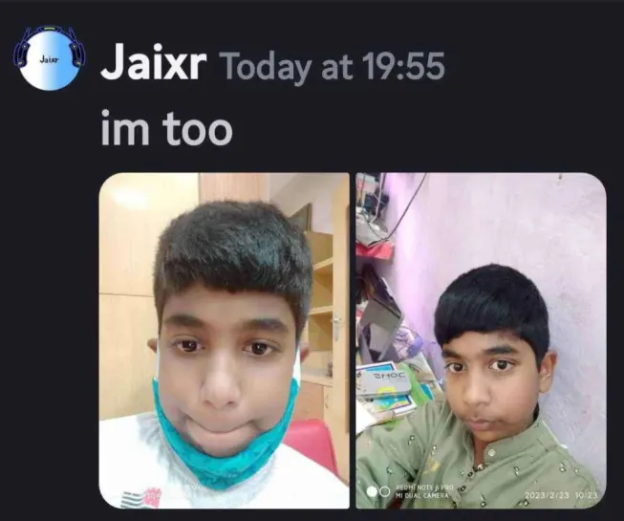 Jaixr
Jaixr Today at 19:55
im too
REDMI NOTE 6 PRO
MI DUAL CAMERA
2023/2/23 10:23